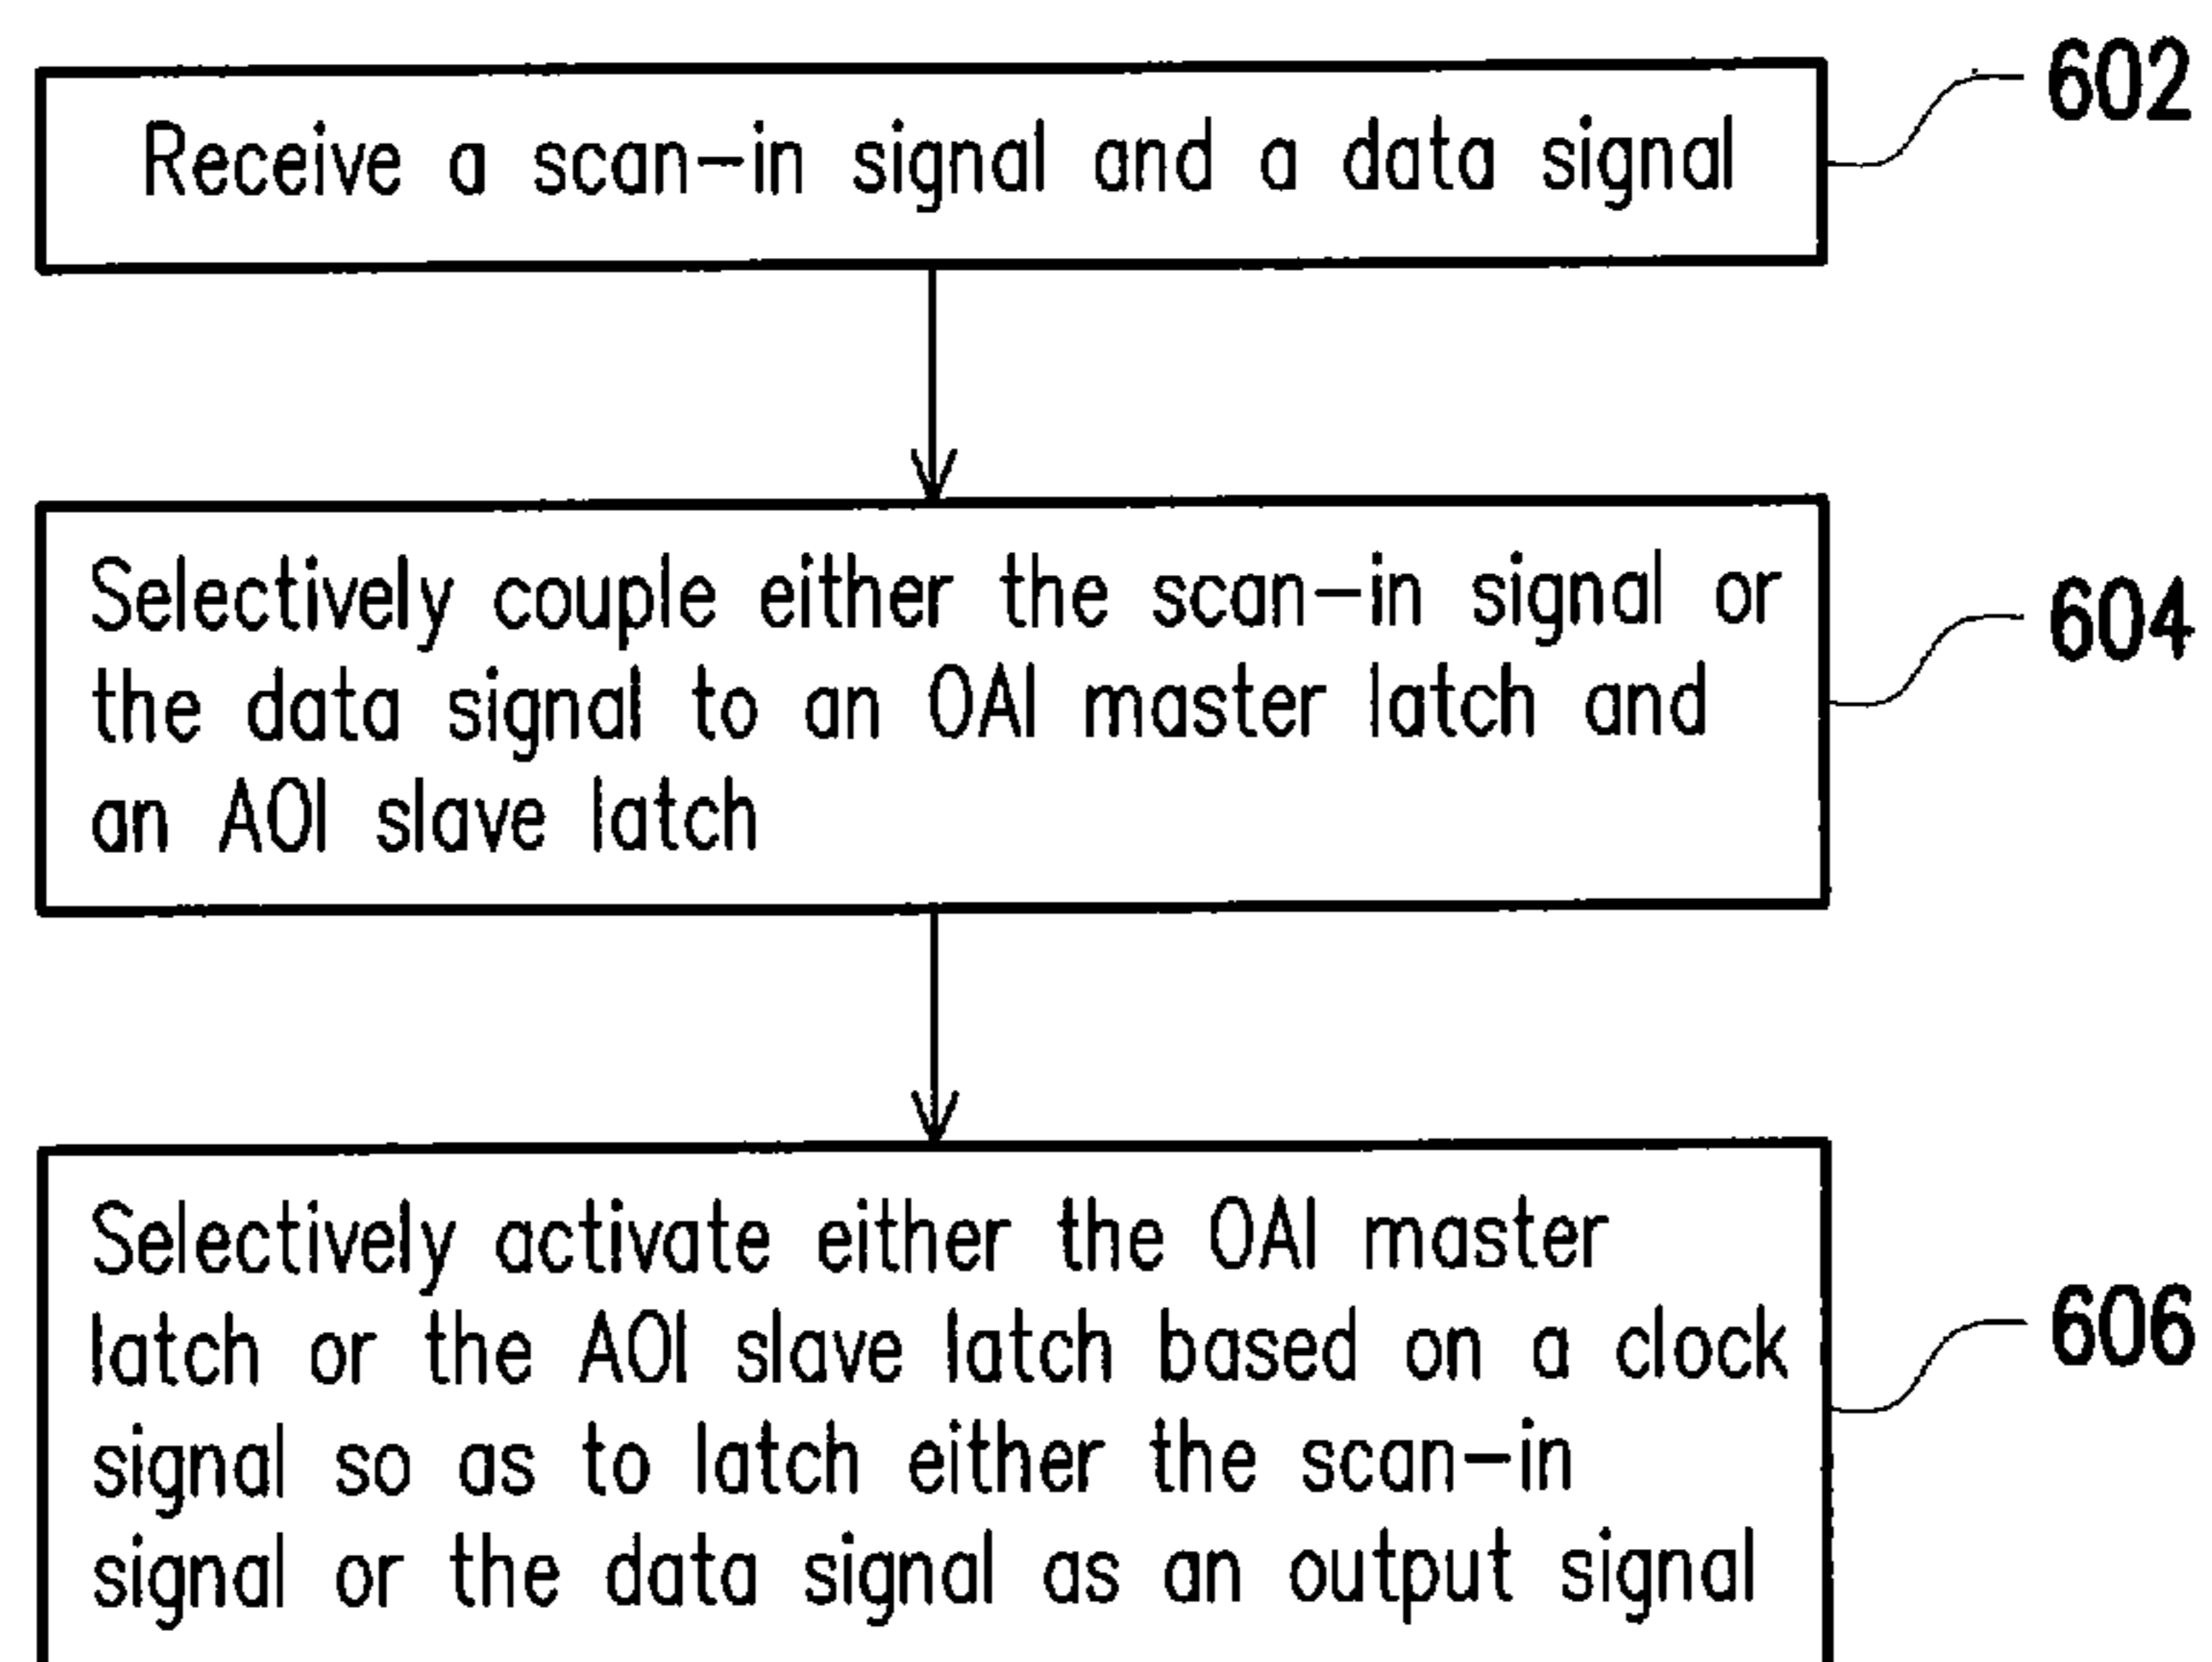 602
Receive a scan-in signal and a data signal
Selectively couple either the scan-in signal or
the data signal to an OAI master latch and
an AOI slave latch
604
Selectively activate either the OAI master
latch or the AOI slave latch based on a clock
signal so as to latch either the scan-in
signal or the data signal as an output signal
606